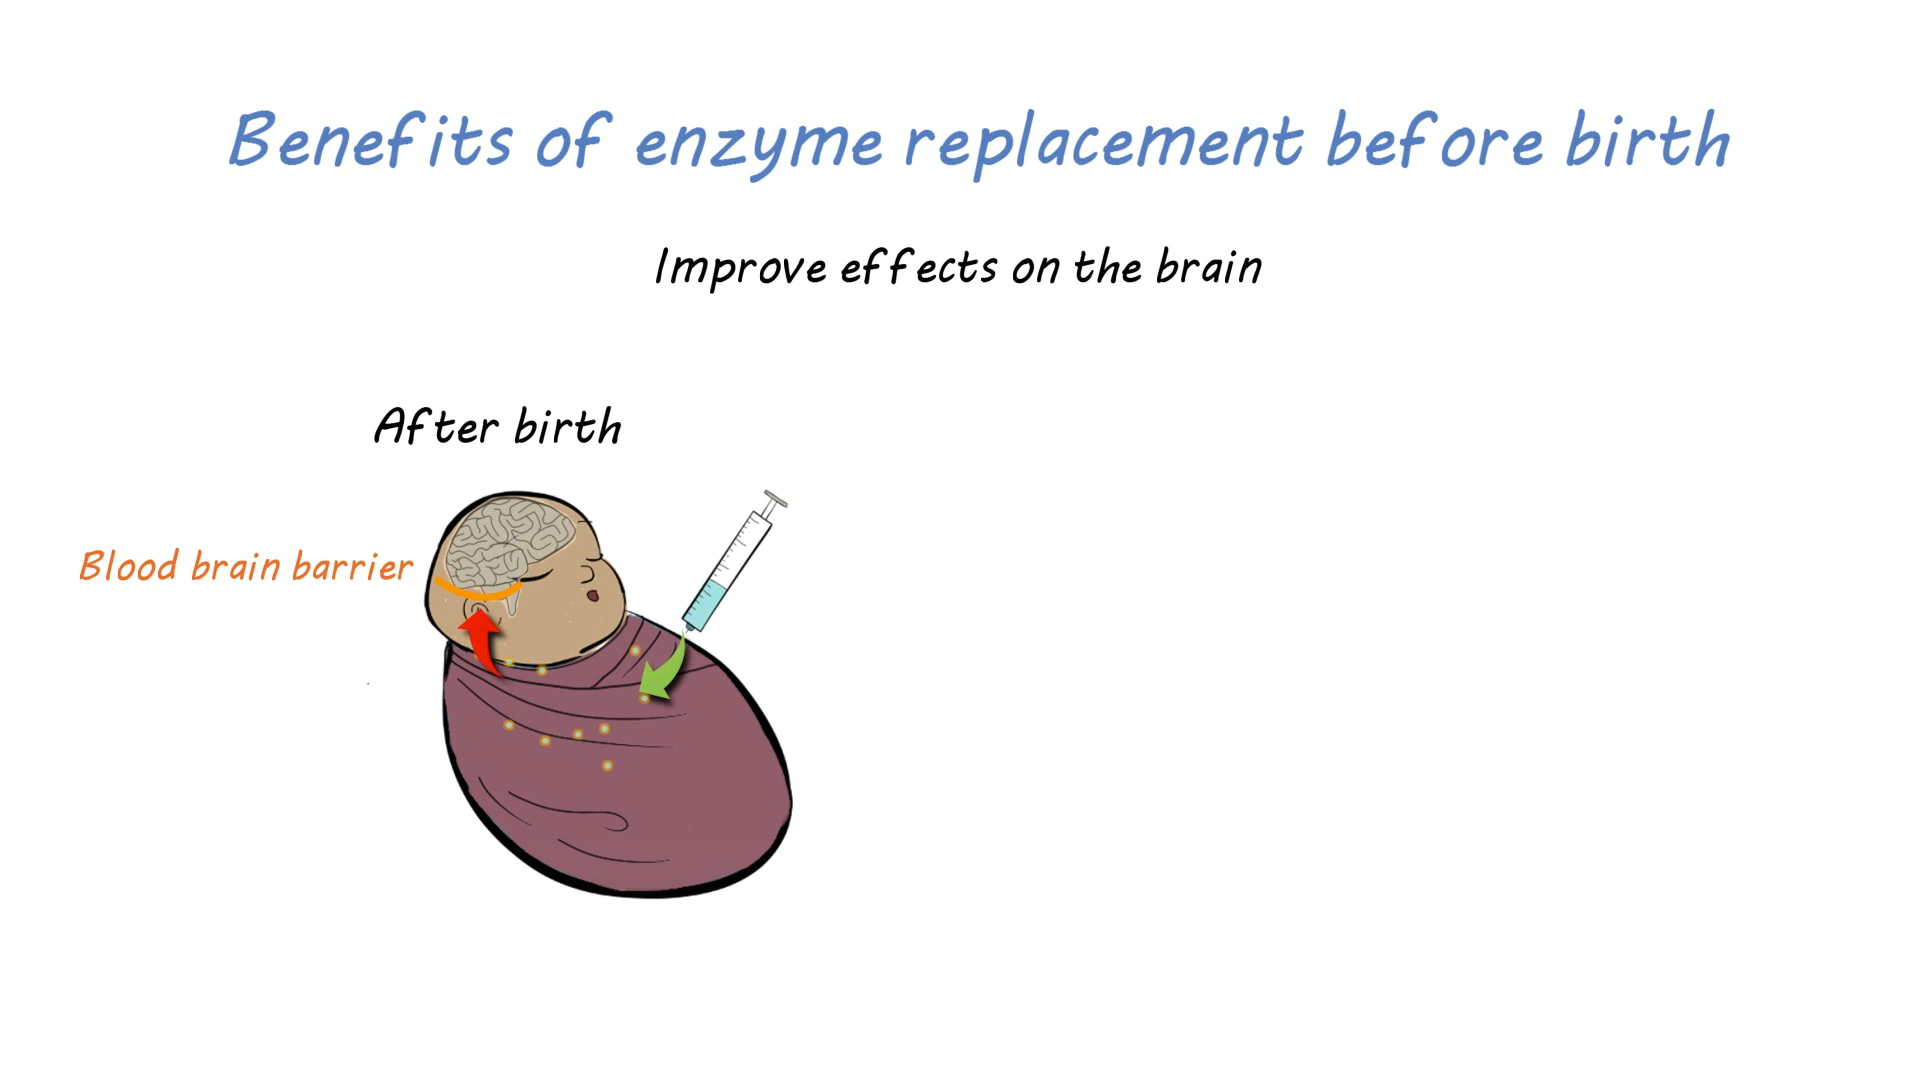 Benefits of enzyme replacement before birth
Improve effects on the brain
After birth
Blood brain barrier